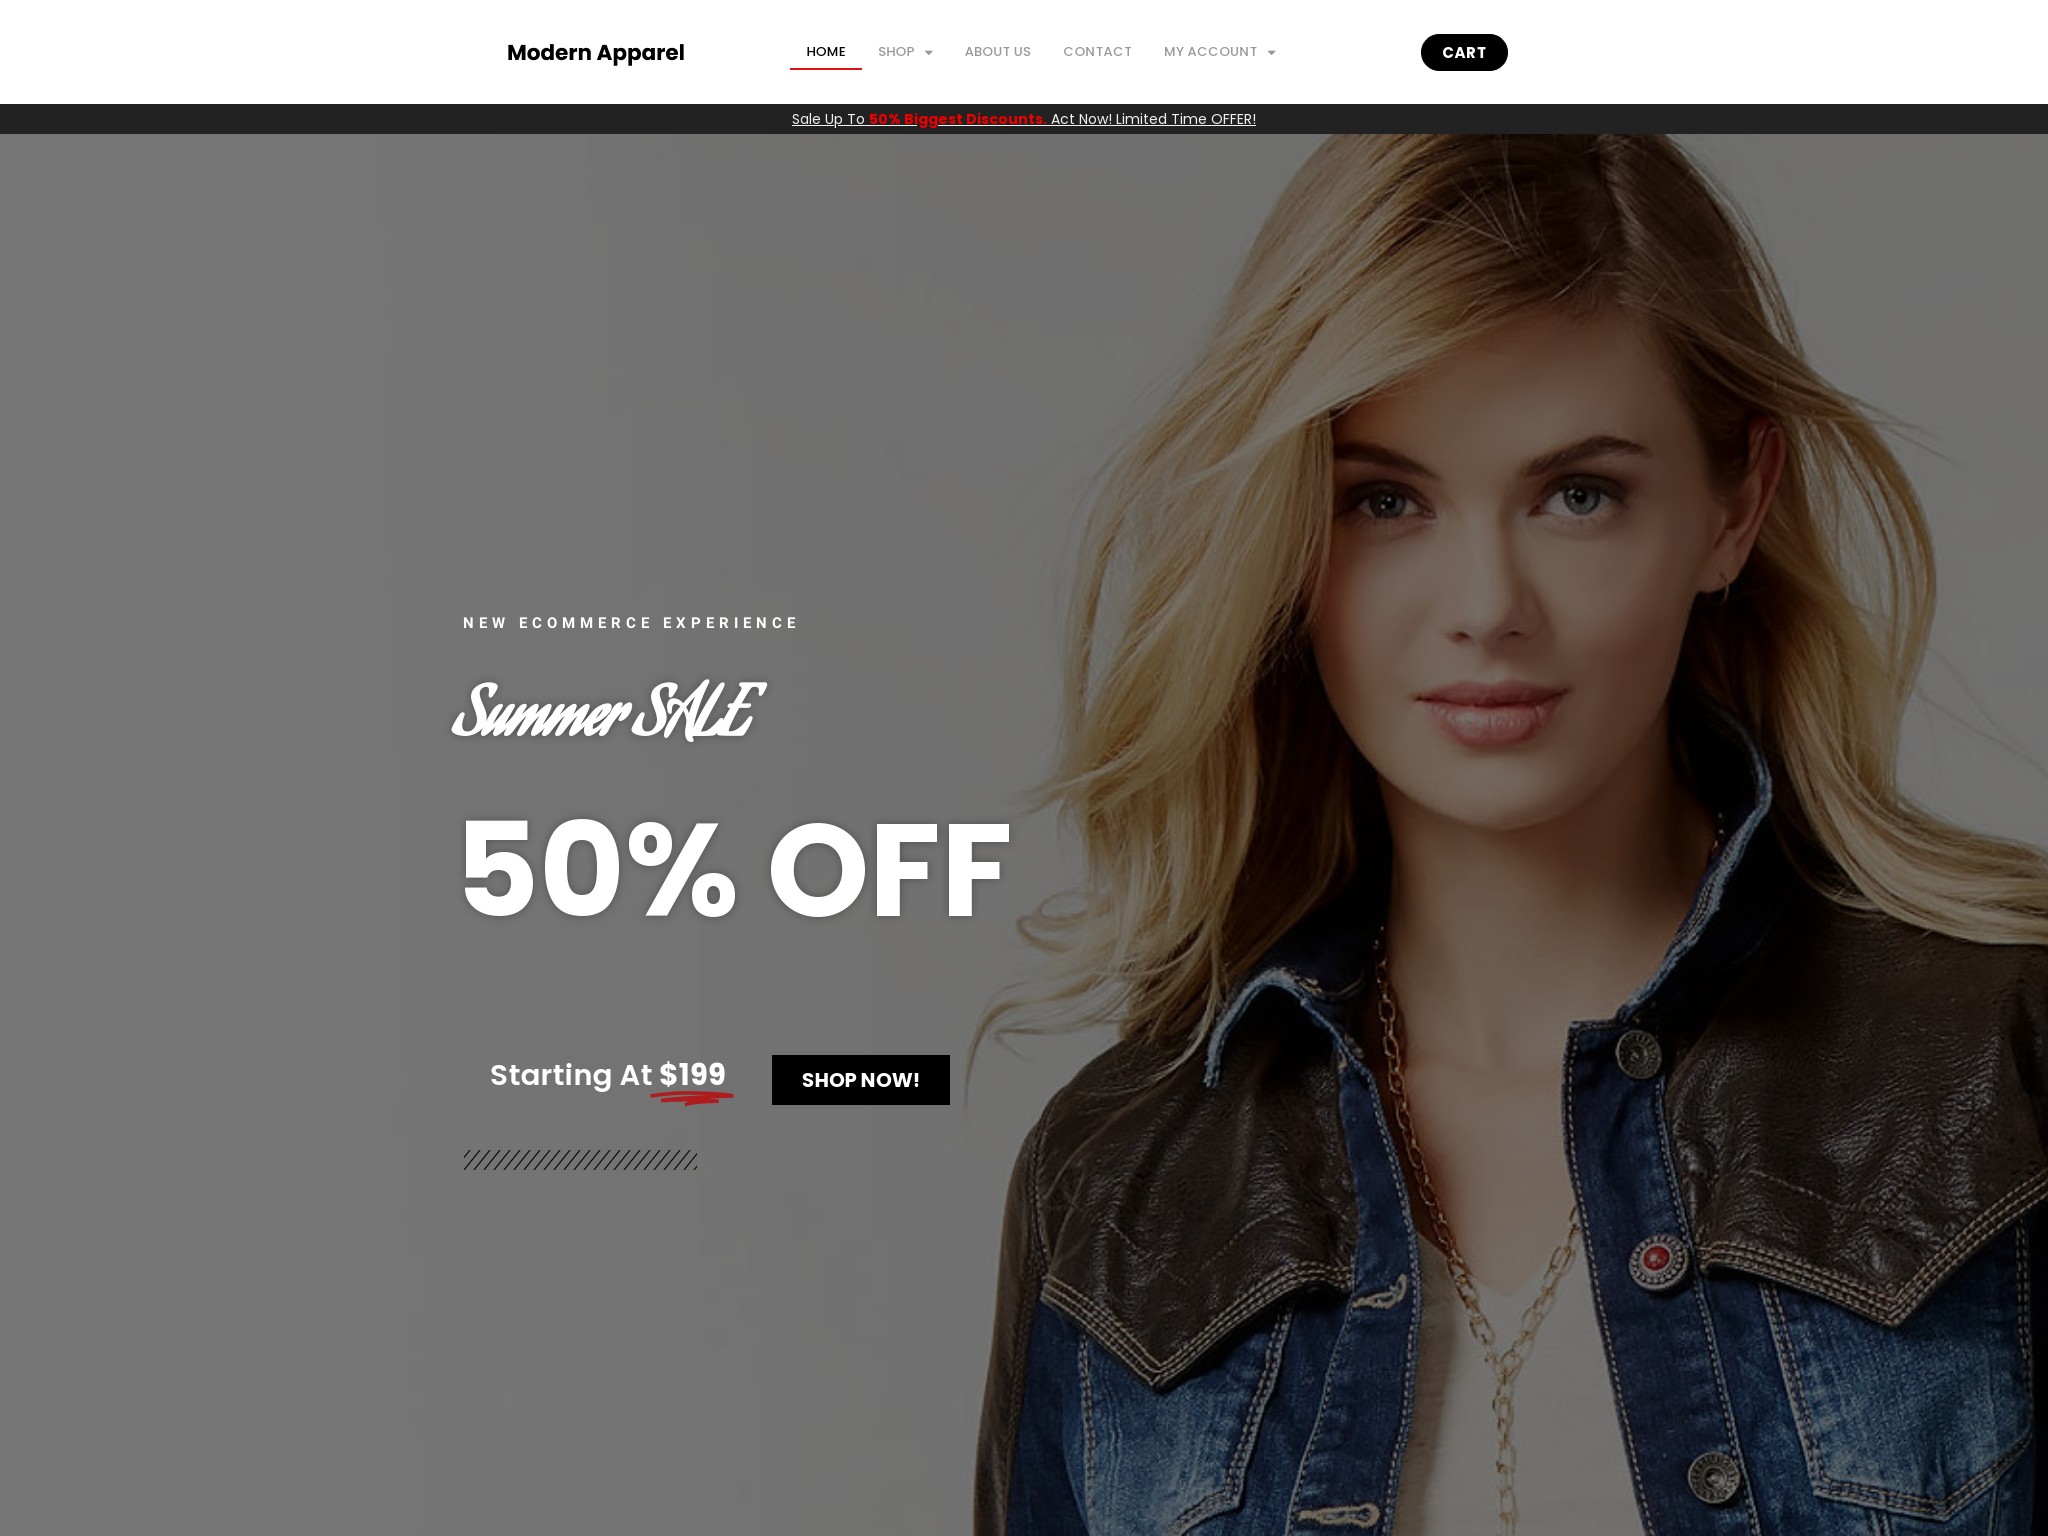 Modern Apparel
HOME SHOP ABOUT US CONTACT MY ACCOUNT
CART
Sale Up To 50% Biggest Discounts. Act Now! Limited Time OFFER!
NEW ECOMMERCE EXPERIENCE
Summer SALE
50% OFF
Starting At $199
SHOP NOW!